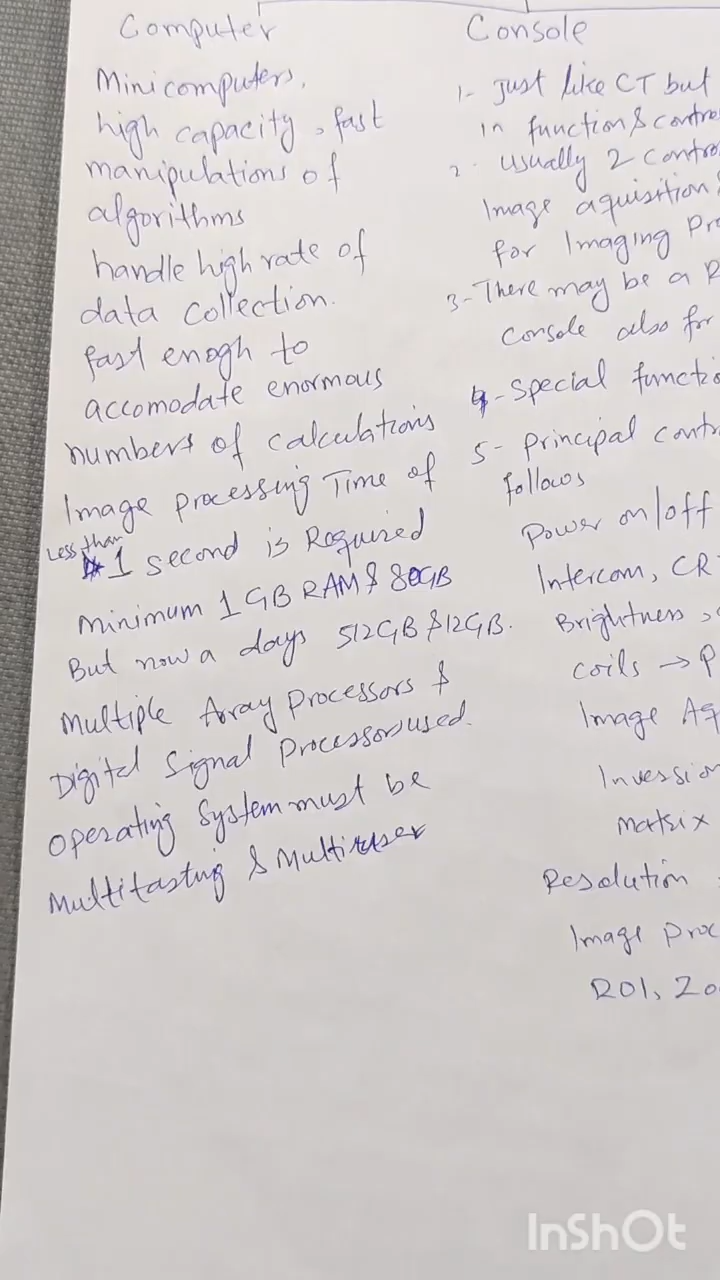 Computer
Minicomputers,
high capacity, fast
manipulations of
algorithms
handle high rate of
data collection.
fast enogh to
accomodate enormous
numbers of calculations
Image processing Time of
Less than
1 second is Required
Minimum 1 GB RAM & 80GB
But now a days 512GB & 12GB.
Multiple Array Processors &
Digital Signal Processors used.
Operating System must be
Multitasting & Multiuser
Console
1- Just like CT but
in function & contro
2- Usually 2 contro
Image aquisition &
for Imaging Pro
3- There may be a R
Console also for
4- Special functio
5- Principal contr
follows
Power on/off
Intercom, CR
Brightness,
coils → P
Image Aq
Inversion
Matrix
Resolution
Image Proc
ROI, Zo
InShOt